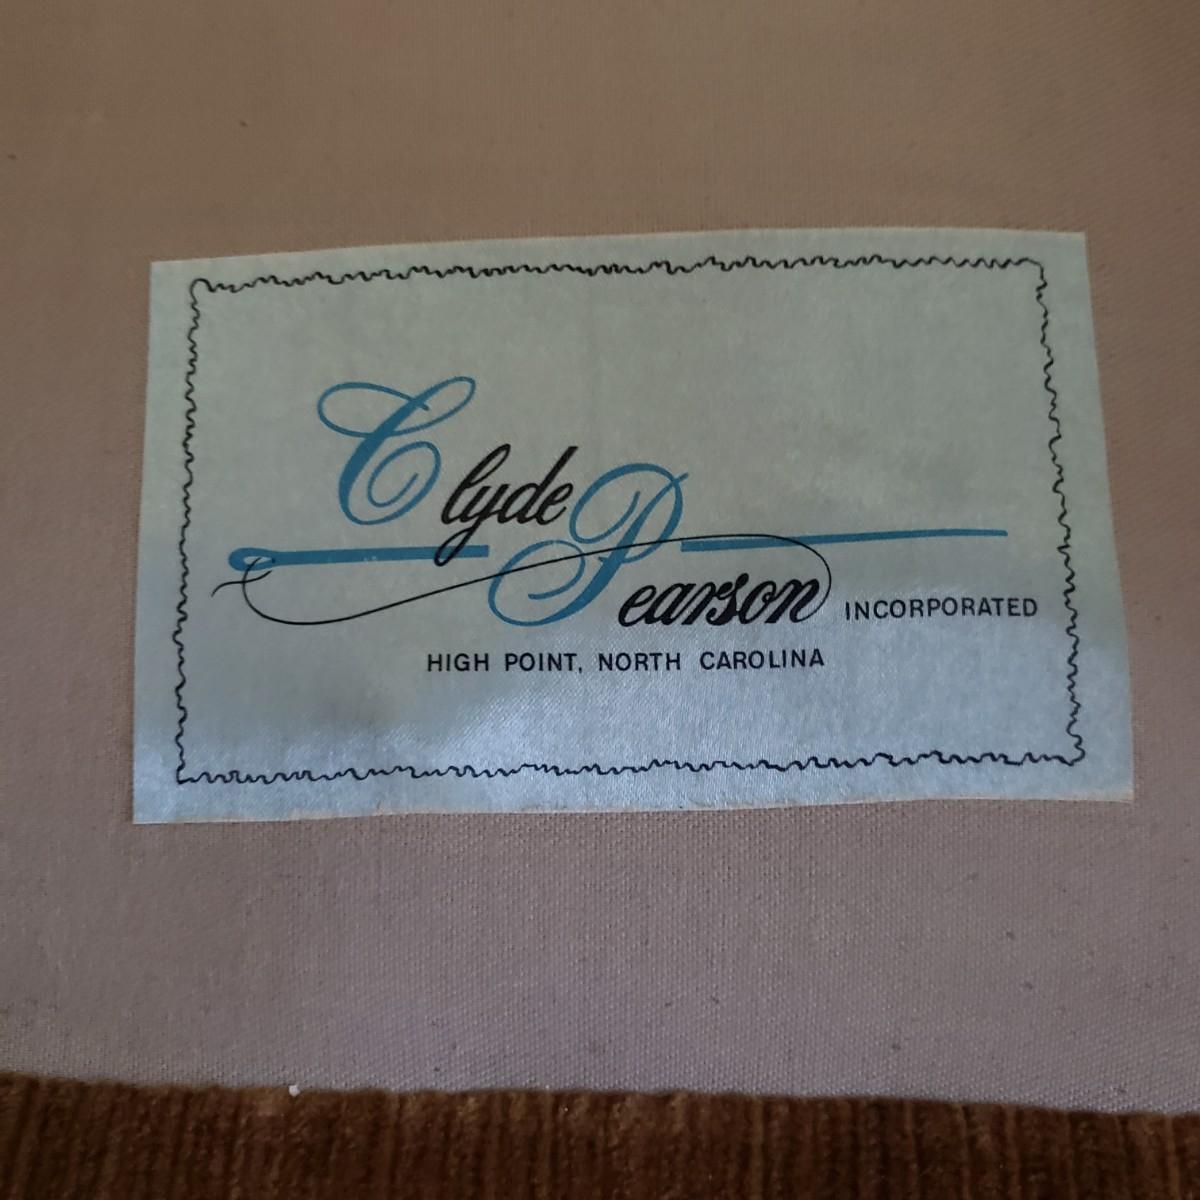 Clyde Pearson INCORPORATED
HIGH POINT, NORTH CAROLINA